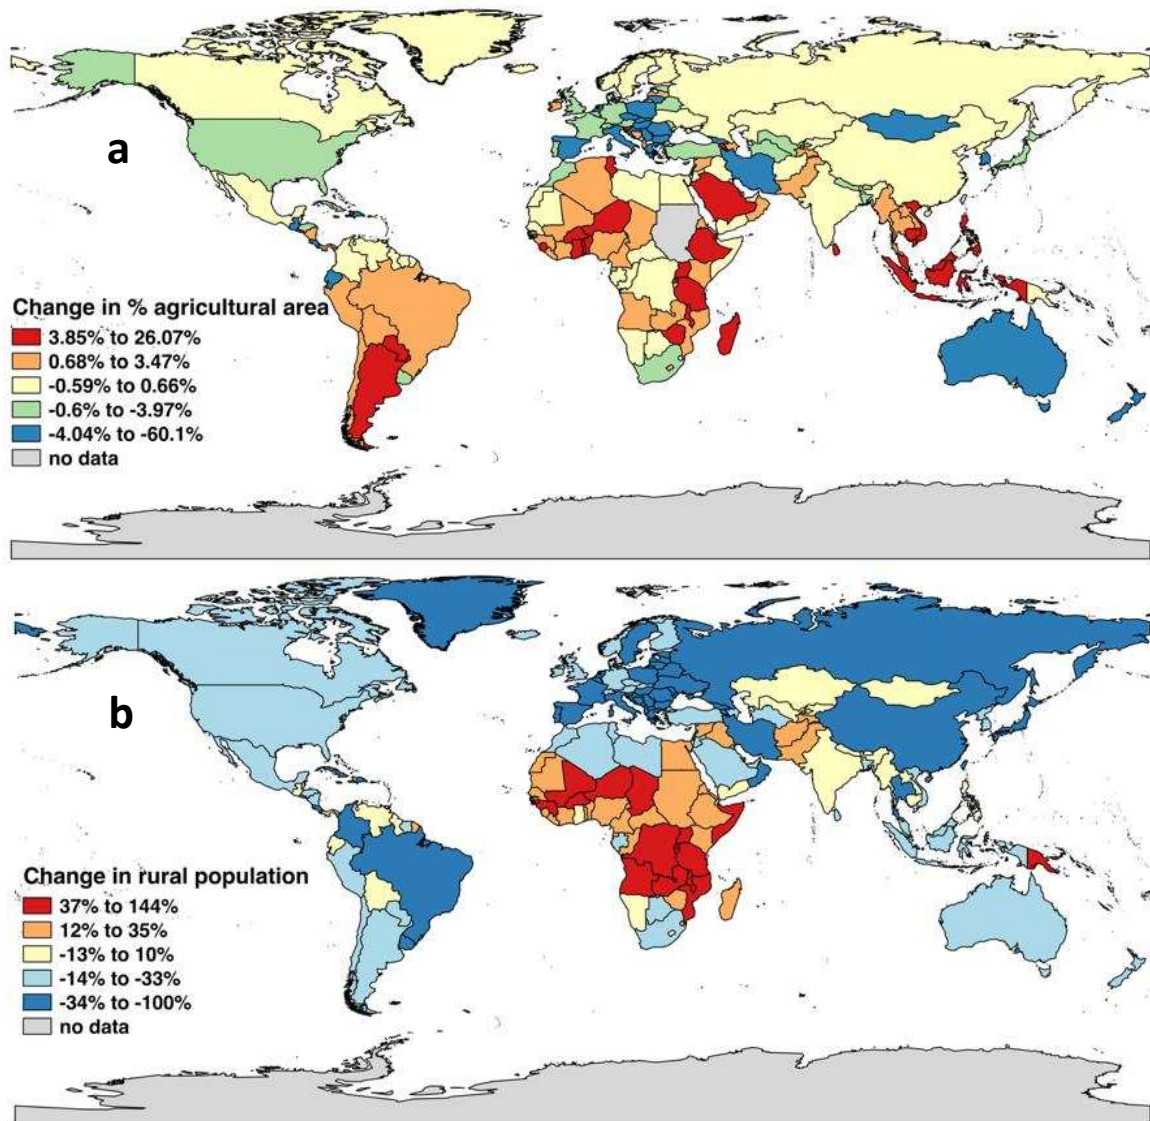 a
Change in % agricultural area
3.85% to 26.07%
0.68% to 3.47%
-0.59% to 0.66%
-0.6% to -3.97%
-4.04% to -60.1%
no data
b
Change in rural population
37% to 144%
12% to 35%
-13% to 10%
-14% to -33%
-34% to -100%
no data